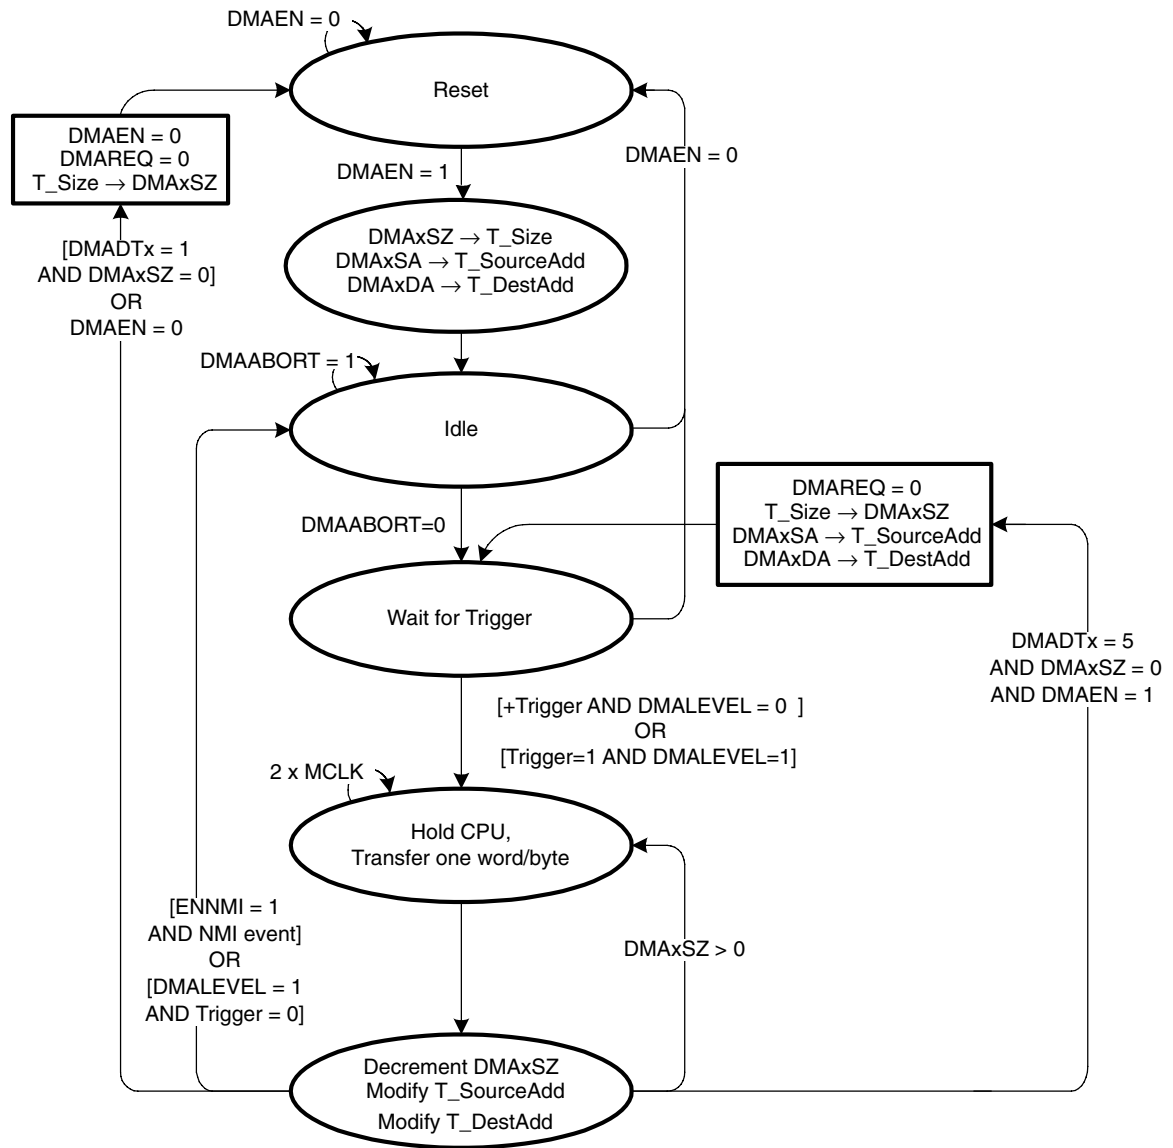 DMAEN = 0
Reset
DMAEN = 0
DMAREQ = 0
T_Size → DMAxSZ
DMAEN = 0
DMAEN = 1
[DMADTx = 1
AND DMAxSZ = 0]
OR
DMAEN = 0
DMAxSZ → T_Size
DMAxSA → T_SourceAdd
DMAxDA → T_DestAdd
DMAABORT = 1
Idle
DMAABORT=0
DMAREQ = 0
T_Size → DMAxSZ
DMAxSA → T_SourceAdd
DMAxDA → T_DestAdd
Wait for Trigger
DMADTx = 5
AND DMAxSZ = 0
AND DMAEN = 1
[+Trigger AND DMALEVEL = 0 ]
OR
[Trigger=1 AND DMALEVEL=1]
2 x MCLK
Hold CPU,
Transfer one word/byte
[ENNMI = 1
AND NMI event]
OR
[DMALEVEL = 1
AND Trigger = 0]
DMAxSZ > 0
Decrement DMAxSZ
Modify T_SourceAdd
Modify T_DestAdd